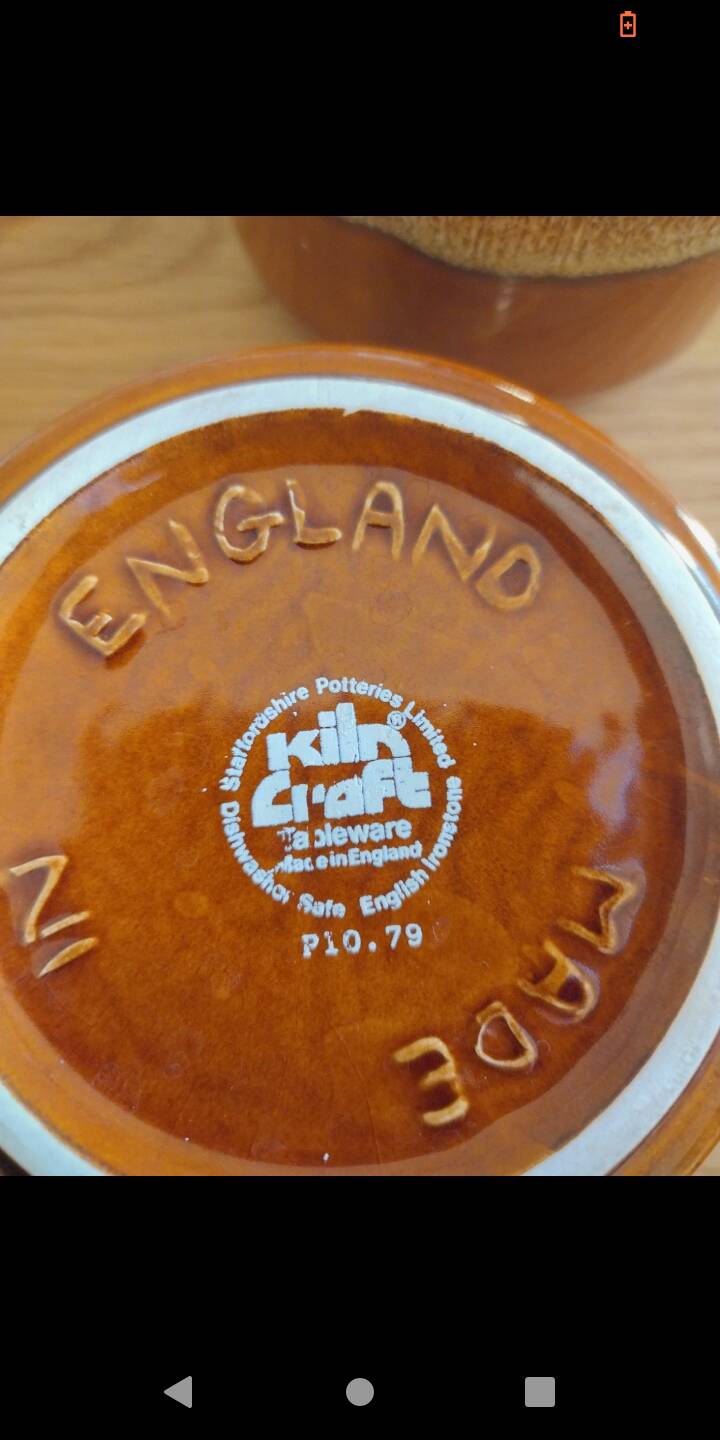 ENGLAND
MADE
IN
Staffordshire Potteries Limited
Kiln ®
Craft
Tableware
Made in England
Dishwasher Safe English Ironstone
P10.79